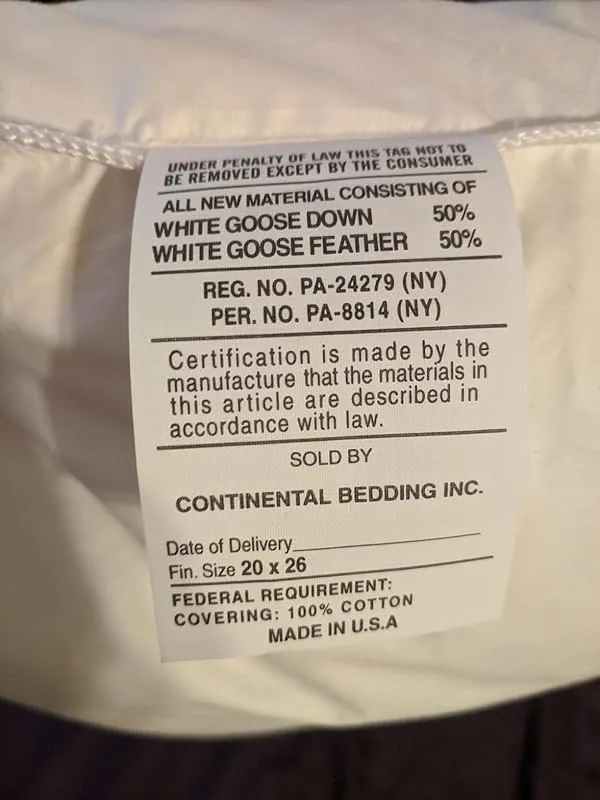 UNDER PENALTY OF LAW THIS TAG NOT TO
BE REMOVED EXCEPT BY THE CONSUMER
ALL NEW MATERIAL CONSISTING OF
WHITE GOOSE DOWN 50%
WHITE GOOSE FEATHER 50%
REG. NO. PA-24279 (NY)
PER. NO. PA-8814 (NY)
Certification is made by the
manufacture that the materials in
this article are described in
accordance with law.
SOLD BY
CONTINENTAL BEDDING INC.
Date of Delivery
Fin. Size 20 x 26
FEDERAL REQUIREMENT:
COVERING: 100% COTTON
MADE IN U.S.A